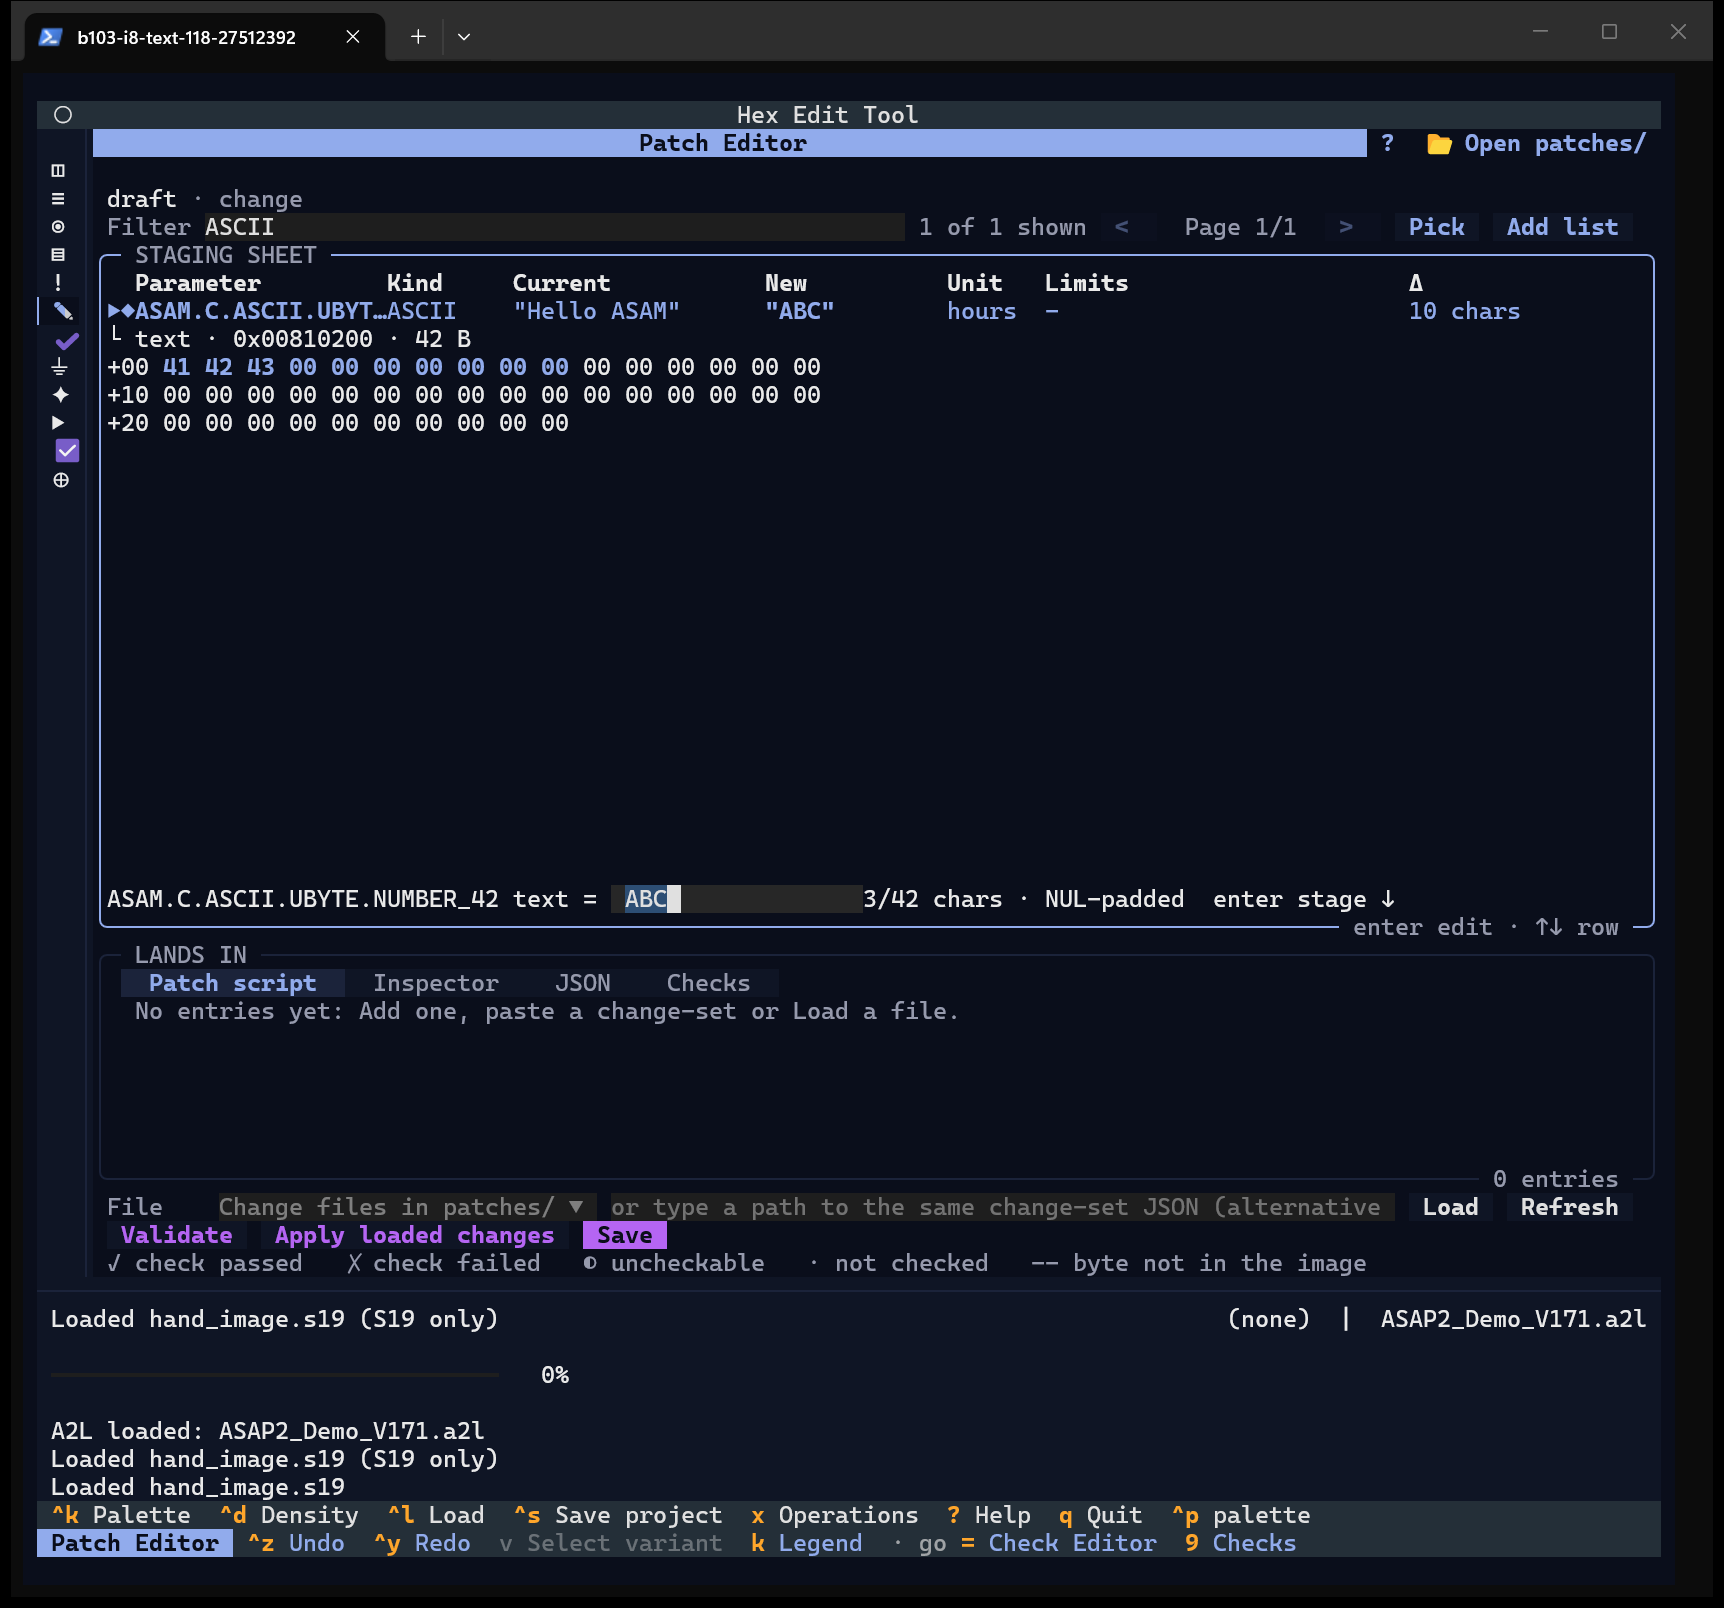 b103-i8-text-118-27512392
Hex Edit Tool
Patch Editor ? Open patches/
draft · change
Filter ASCII 1 of 1 shown < Page 1/1 > Pick Add list
STAGING SHEET
Parameter Kind Current New Unit Limits Δ
▶◆ASAM.C.ASCII.UBYT…ASCII "Hello ASAM" "ABC" hours – 10 chars
└ text · 0x00810200 · 42 B
+00 41 42 43 00 00 00 00 00 00 00 00 00 00 00 00 00
+10 00 00 00 00 00 00 00 00 00 00 00 00 00 00 00 00
+20 00 00 00 00 00 00 00 00 00 00
ASAM.C.ASCII.UBYTE.NUMBER_42 text = ABC 3/42 chars · NUL-padded enter stage ↓
enter edit · ↑↓ row
LANDS IN
Patch script Inspector JSON Checks
No entries yet: Add one, paste a change-set or Load a file.
0 entries
File Change files in patches/ ▼ or type a path to the same change-set JSON (alternative Load Refresh
Validate Apply loaded changes Save
√ check passed ╳ check failed ◐ uncheckable · not checked -- byte not in the image
Loaded hand_image.s19 (S19 only) (none) | ASAP2_Demo_V171.a2l
0%
A2L loaded: ASAP2_Demo_V171.a2l
Loaded hand_image.s19 (S19 only)
Loaded hand_image.s19
^k Palette ^d Density ^l Load ^s Save project x Operations ? Help q Quit ^p palette
Patch Editor ^z Undo ^y Redo v Select variant k Legend · go = Check Editor 9 Checks